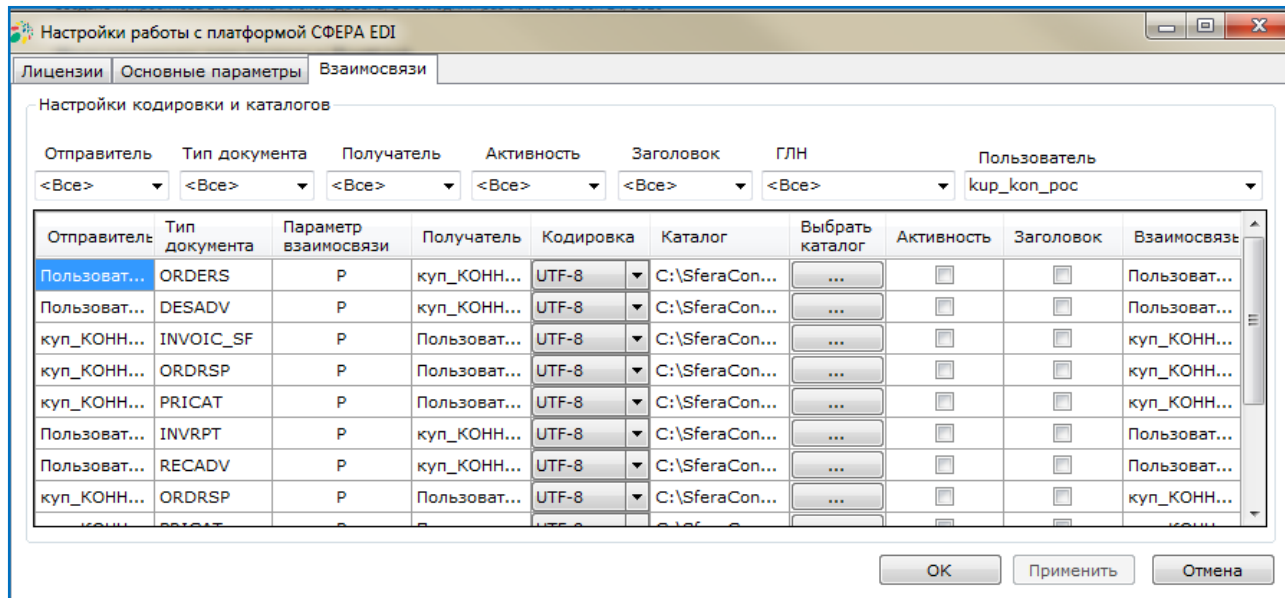 Настройки работы с платформой СФЕРА EDI
Лицензии Основные параметры Взаимосвязи
Настройки кодировки и каталогов
Отправитель Тип документа Получатель Активность Заголовок ГЛН Пользователь
<Все> <Все> <Все> <Все> <Все> <Все> kup_kon_poc
Отправитель Тип документа Параметр взаимосвязи Получатель Кодировка Каталог Выбрать каталог Активность Заголовок Взаимосвязь
Пользоват... ORDERS P куп_КОНН... UTF-8 C:\SferaCon... ... Пользоват...
Пользоват... DESADV P куп_КОНН... UTF-8 C:\SferaCon... ... Пользоват...
куп_КОНН... INVOIC_SF P Пользоват... UTF-8 C:\SferaCon... ... куп_КОНН...
куп_КОНН... ORDRSP P Пользоват... UTF-8 C:\SferaCon... ... куп_КОНН...
куп_КОНН... PRICAT P Пользоват... UTF-8 C:\SferaCon... ... куп_КОНН...
Пользоват... INVRPT P куп_КОНН... UTF-8 C:\SferaCon... ... Пользоват...
Пользоват... RECADV P куп_КОНН... UTF-8 C:\SferaCon... ... Пользоват...
куп_КОНН... ORDRSP P Пользоват... UTF-8 C:\SferaCon... ... куп_КОНН...
OK Применить Отмена